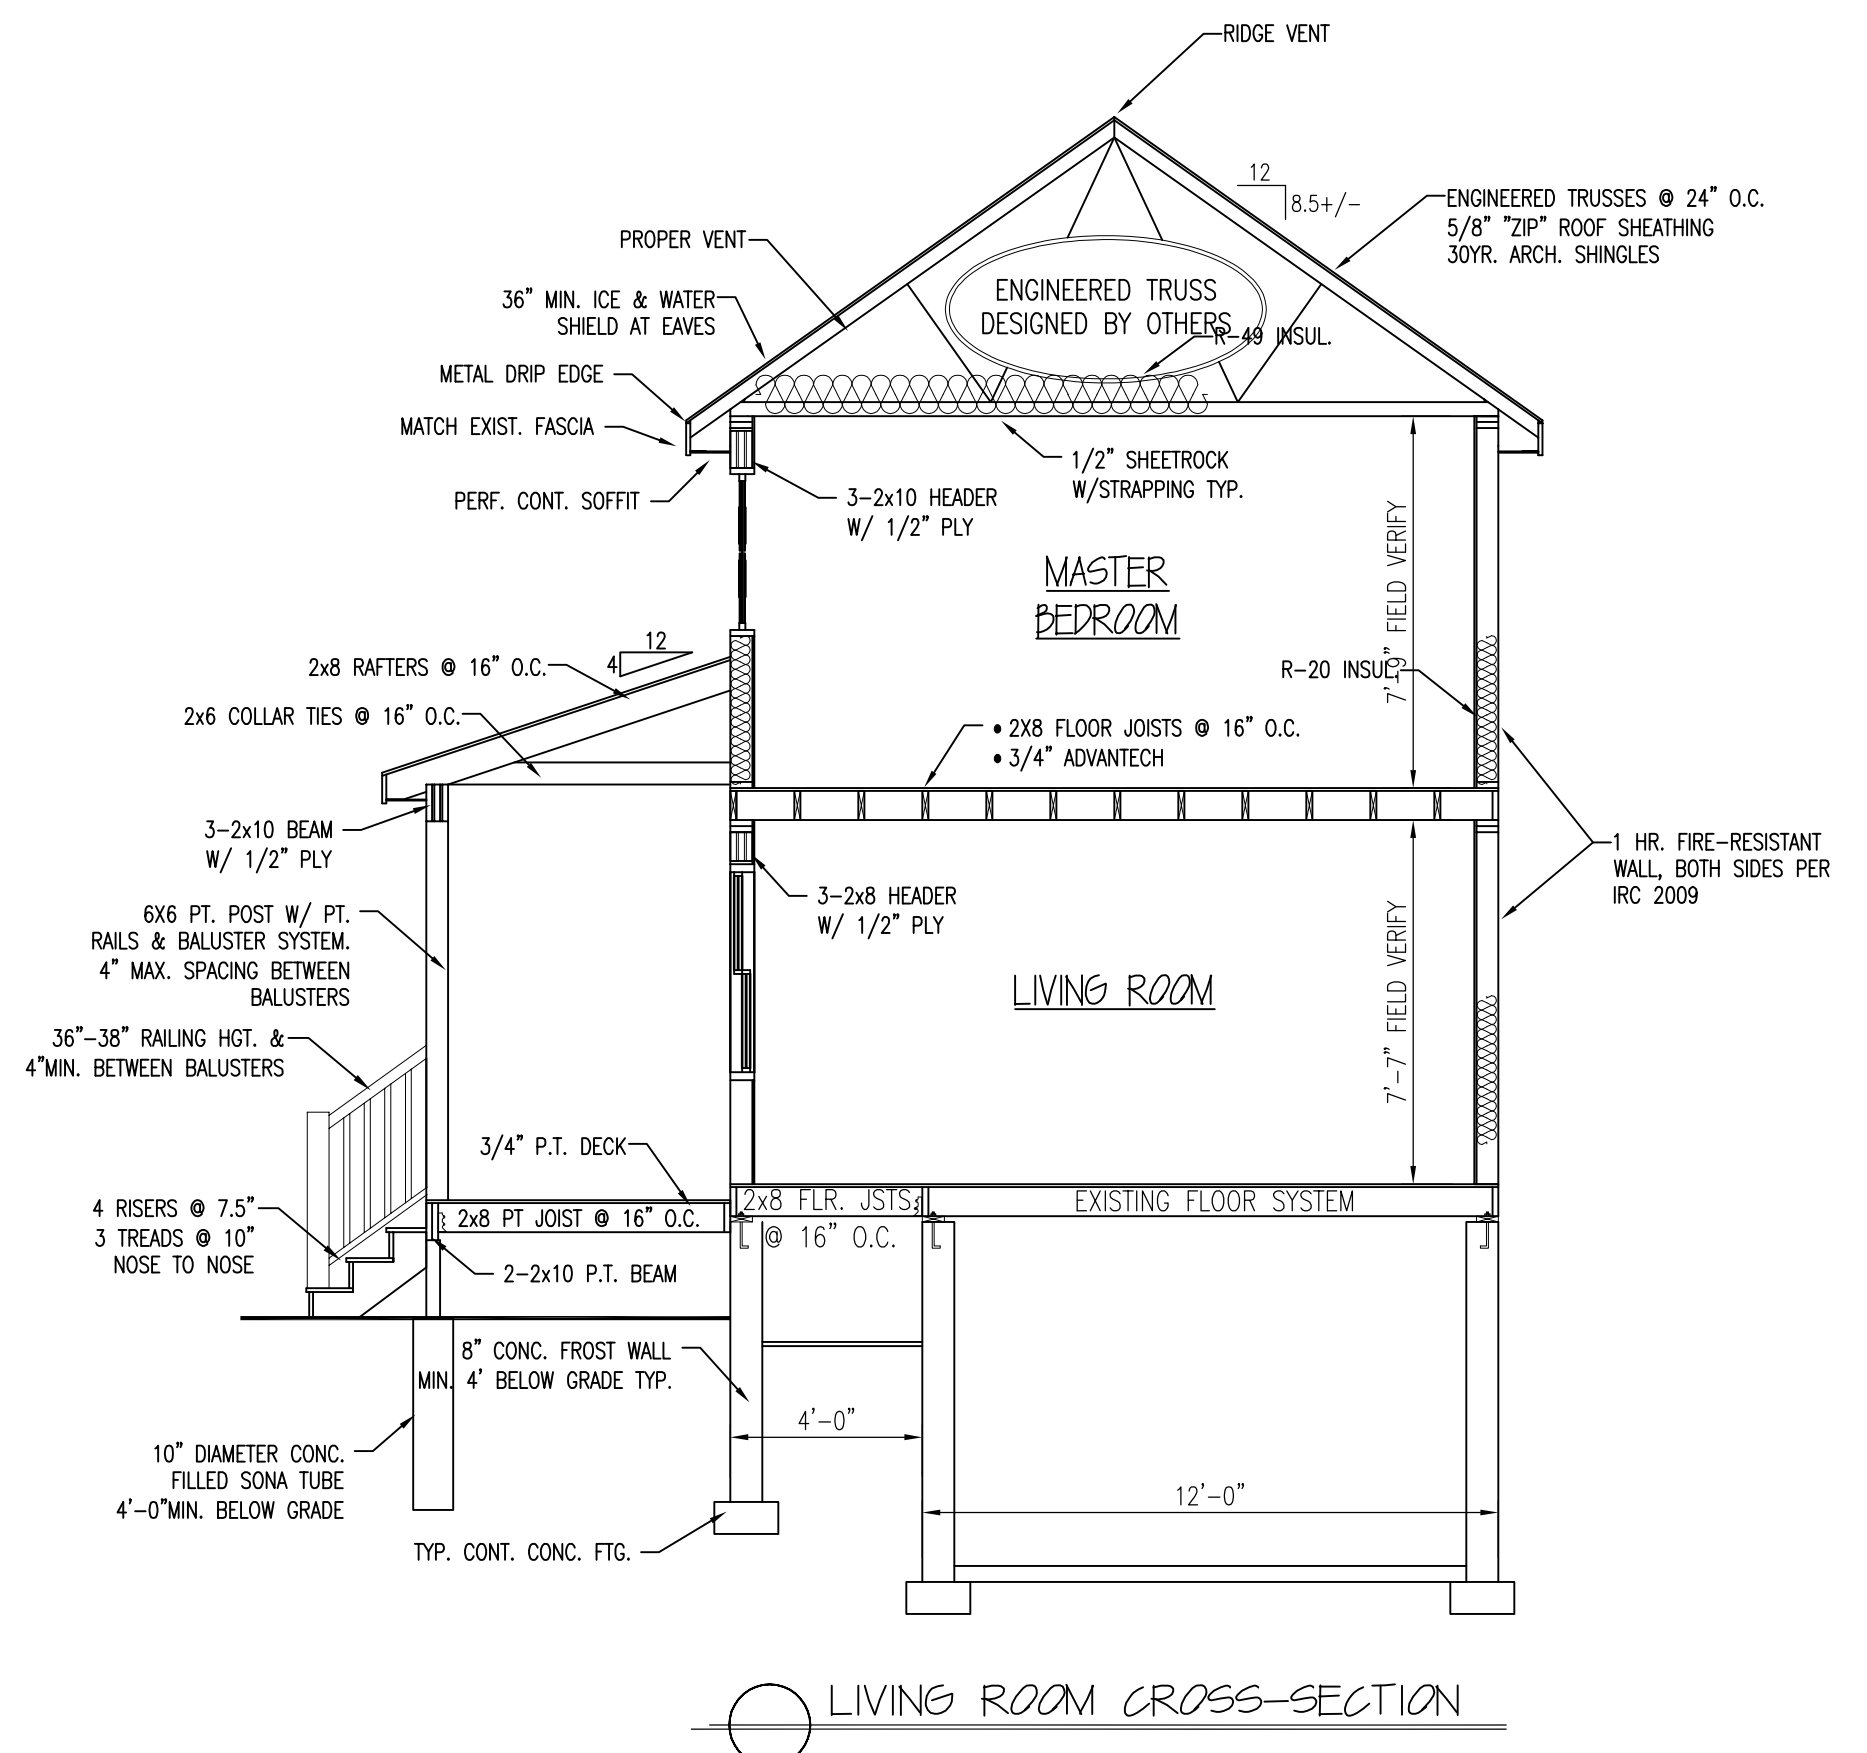 RIDGE VENT
12
8.5+/-
ENGINEERED TRUSSES @ 24" O.C.
5/8" "ZIP" ROOF SHEATHING
30YR. ARCH. SHINGLES
PROPER VENT
36" MIN. ICE & WATER
SHIELD AT EAVES
ENGINEERED TRUSS
DESIGNED BY OTHERS
R-49 INSUL.
METAL DRIP EDGE
MATCH EXIST. FASCIA
PERF. CONT. SOFFIT
1/2" SHEETROCK
W/STRAPPING TYP.
3-2x10 HEADER
W/ 1/2" PLY
MASTER
BEDROOM
7'-9" FIELD VERIFY
R-20 INSUL.
12
4
2x8 RAFTERS @ 16" O.C.
2x6 COLLAR TIES @ 16" O.C.
• 2X8 FLOOR JOISTS @ 16" O.C.
• 3/4" ADVANTECH
3-2x10 BEAM
W/ 1/2" PLY
1 HR. FIRE-RESISTANT
WALL, BOTH SIDES PER
IRC 2009
3-2x8 HEADER
W/ 1/2" PLY
6X6 PT. POST W/ PT.
RAILS & BALUSTER SYSTEM.
4" MAX. SPACING BETWEEN
BALUSTERS
LIVING ROOM
7'-7" FIELD VERIFY
36"-38" RAILING HGT. &
4"MIN. BETWEEN BALUSTERS
3/4" P.T. DECK
4 RISERS @ 7.5"
3 TREADS @ 10"
NOSE TO NOSE
2x8 PT JOIST @ 16" O.C.
2x8 FLR. JSTS
@ 16" O.C.
EXISTING FLOOR SYSTEM
2-2x10 P.T. BEAM
8" CONC. FROST WALL
MIN. 4' BELOW GRADE TYP.
4'-0"
10" DIAMETER CONC.
FILLED SONA TUBE
4'-0"MIN. BELOW GRADE
12'-0"
TYP. CONT. CONC. FTG.
LIVING ROOM CROSS-SECTION